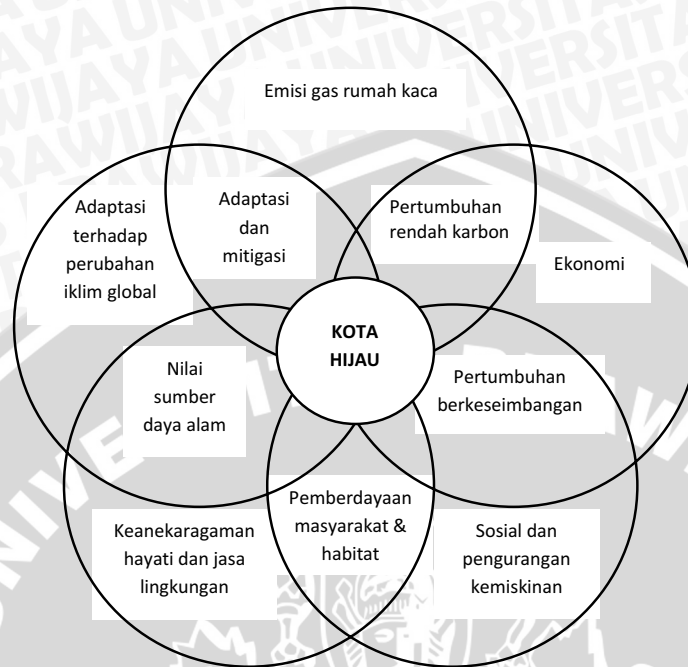 Emisi gas rumah kaca
Adaptasi
terhadap
perubahan
iklim global
Adaptasi
dan
mitigasi
Pertumbuhan
rendah karbon
Ekonomi
KOTA
HIJAU
Nilai
sumber
daya alam
Pertumbuhan
berkeseimbangan
Keanekaragaman
hayati dan jasa
lingkungan
Pemberdayaan
masyarakat &
habitat
Sosial dan
pengurangan
kemiskinan